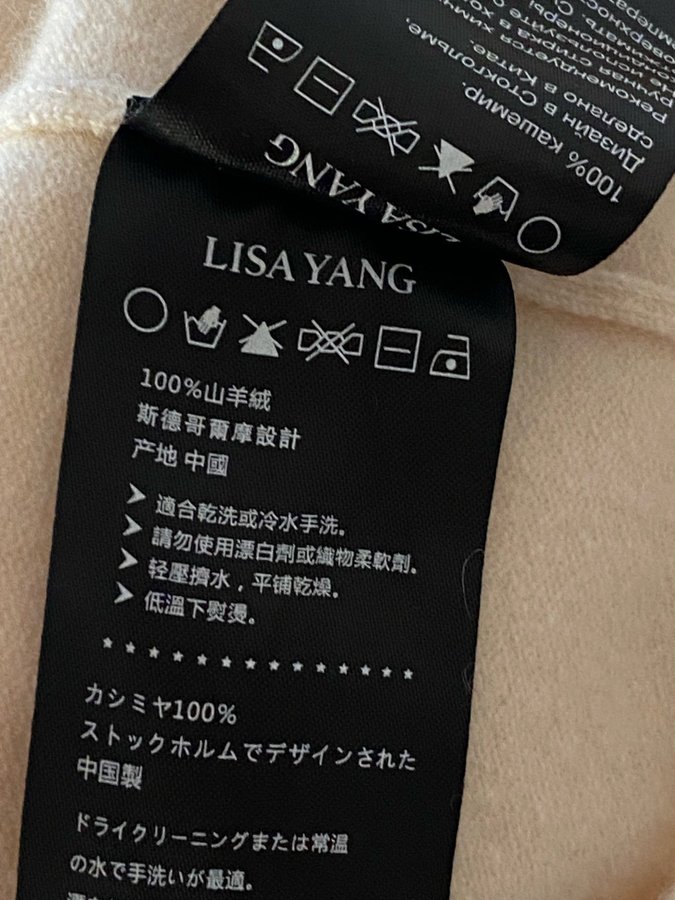 LISA YANG
100%山羊絨
斯德哥爾摩設計
产地 中國
適合乾洗或冷水手洗。
請勿使用漂白劑或織物柔軟劑。
轻壓擠水，平铺乾燥。
低溫下熨燙。
カシミヤ100%
ストックホルムでデザインされた
中国製
ドライクリーニングまたは常温
の水で手洗いが最適。
LISA YANG
100% кашемир
Дизайн в Стокгольме,
сделано в Китае.
Рекомендуется
ручная стирка в